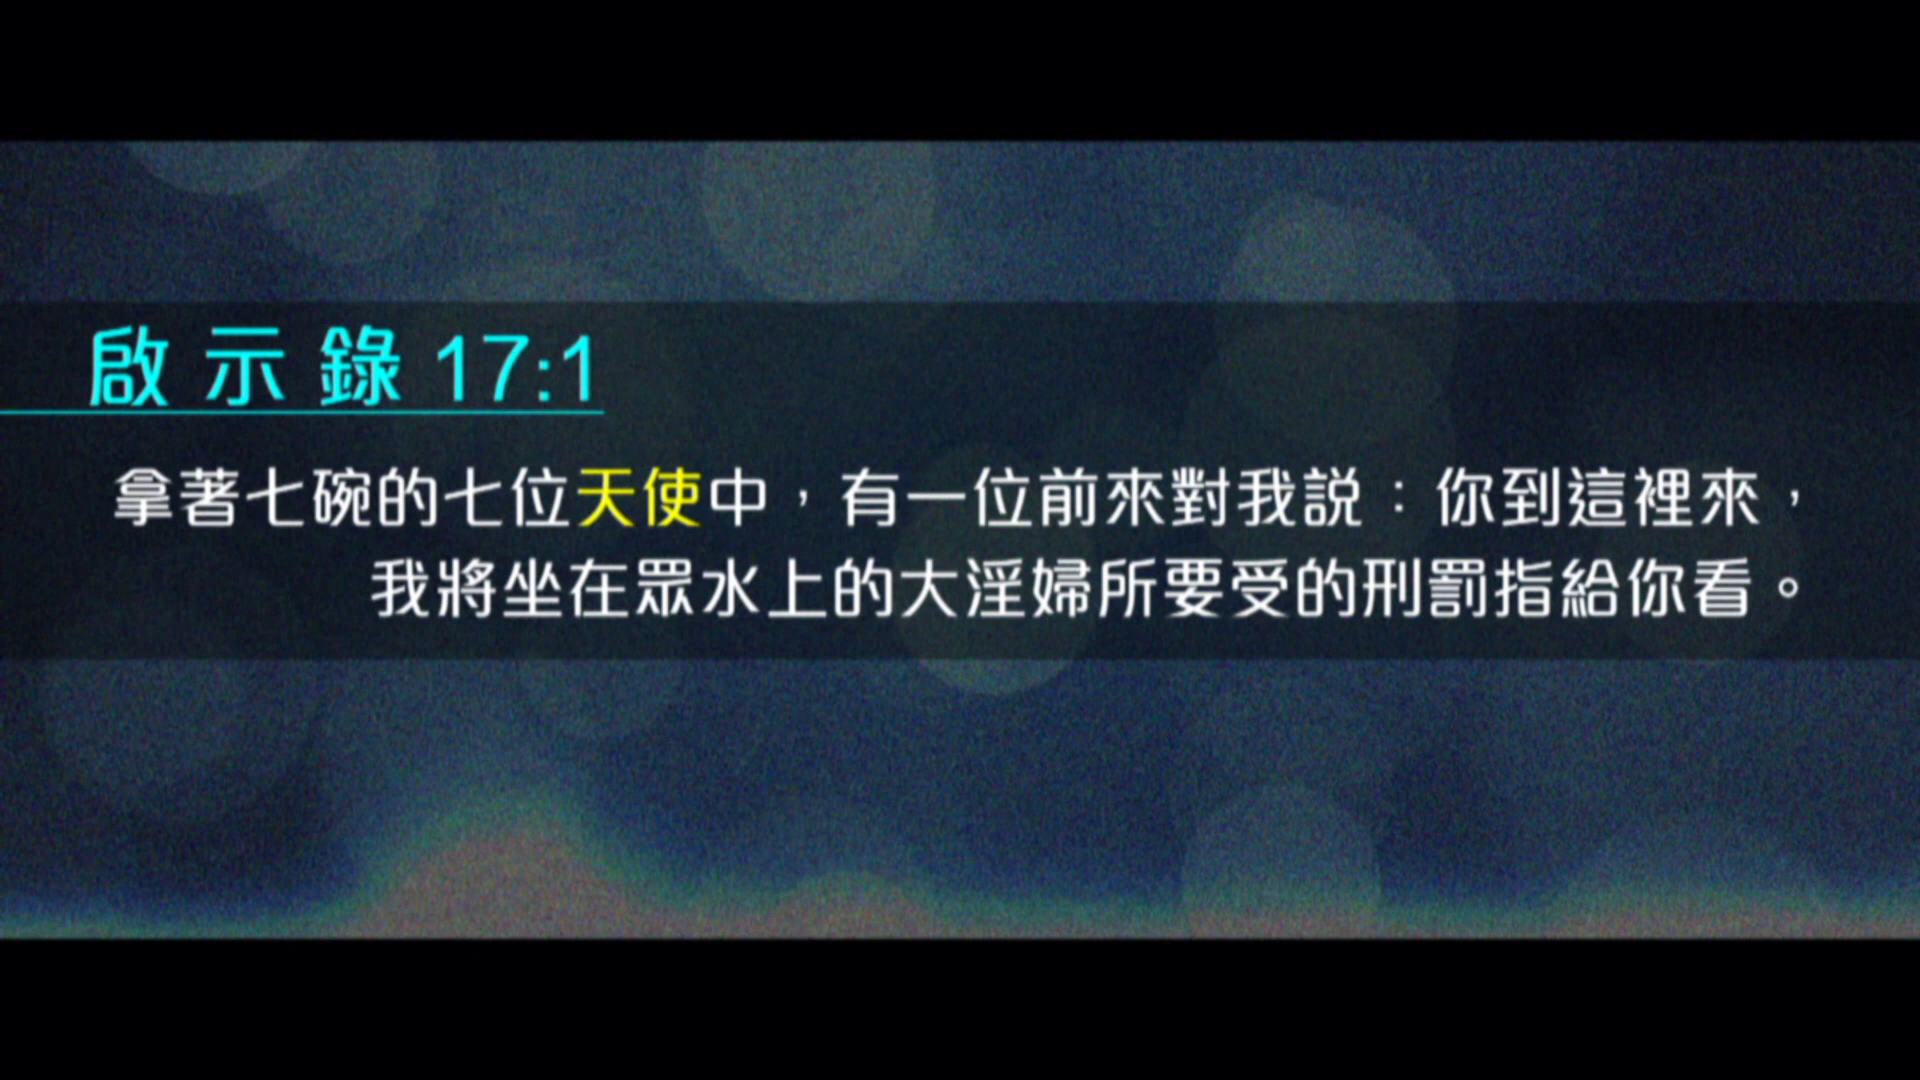 啟示錄 17:1
拿著七碗的七位天使中，有一位前來對我説：你到這裡來，
我將坐在眾水上的大淫婦所要受的刑罰指給你看。